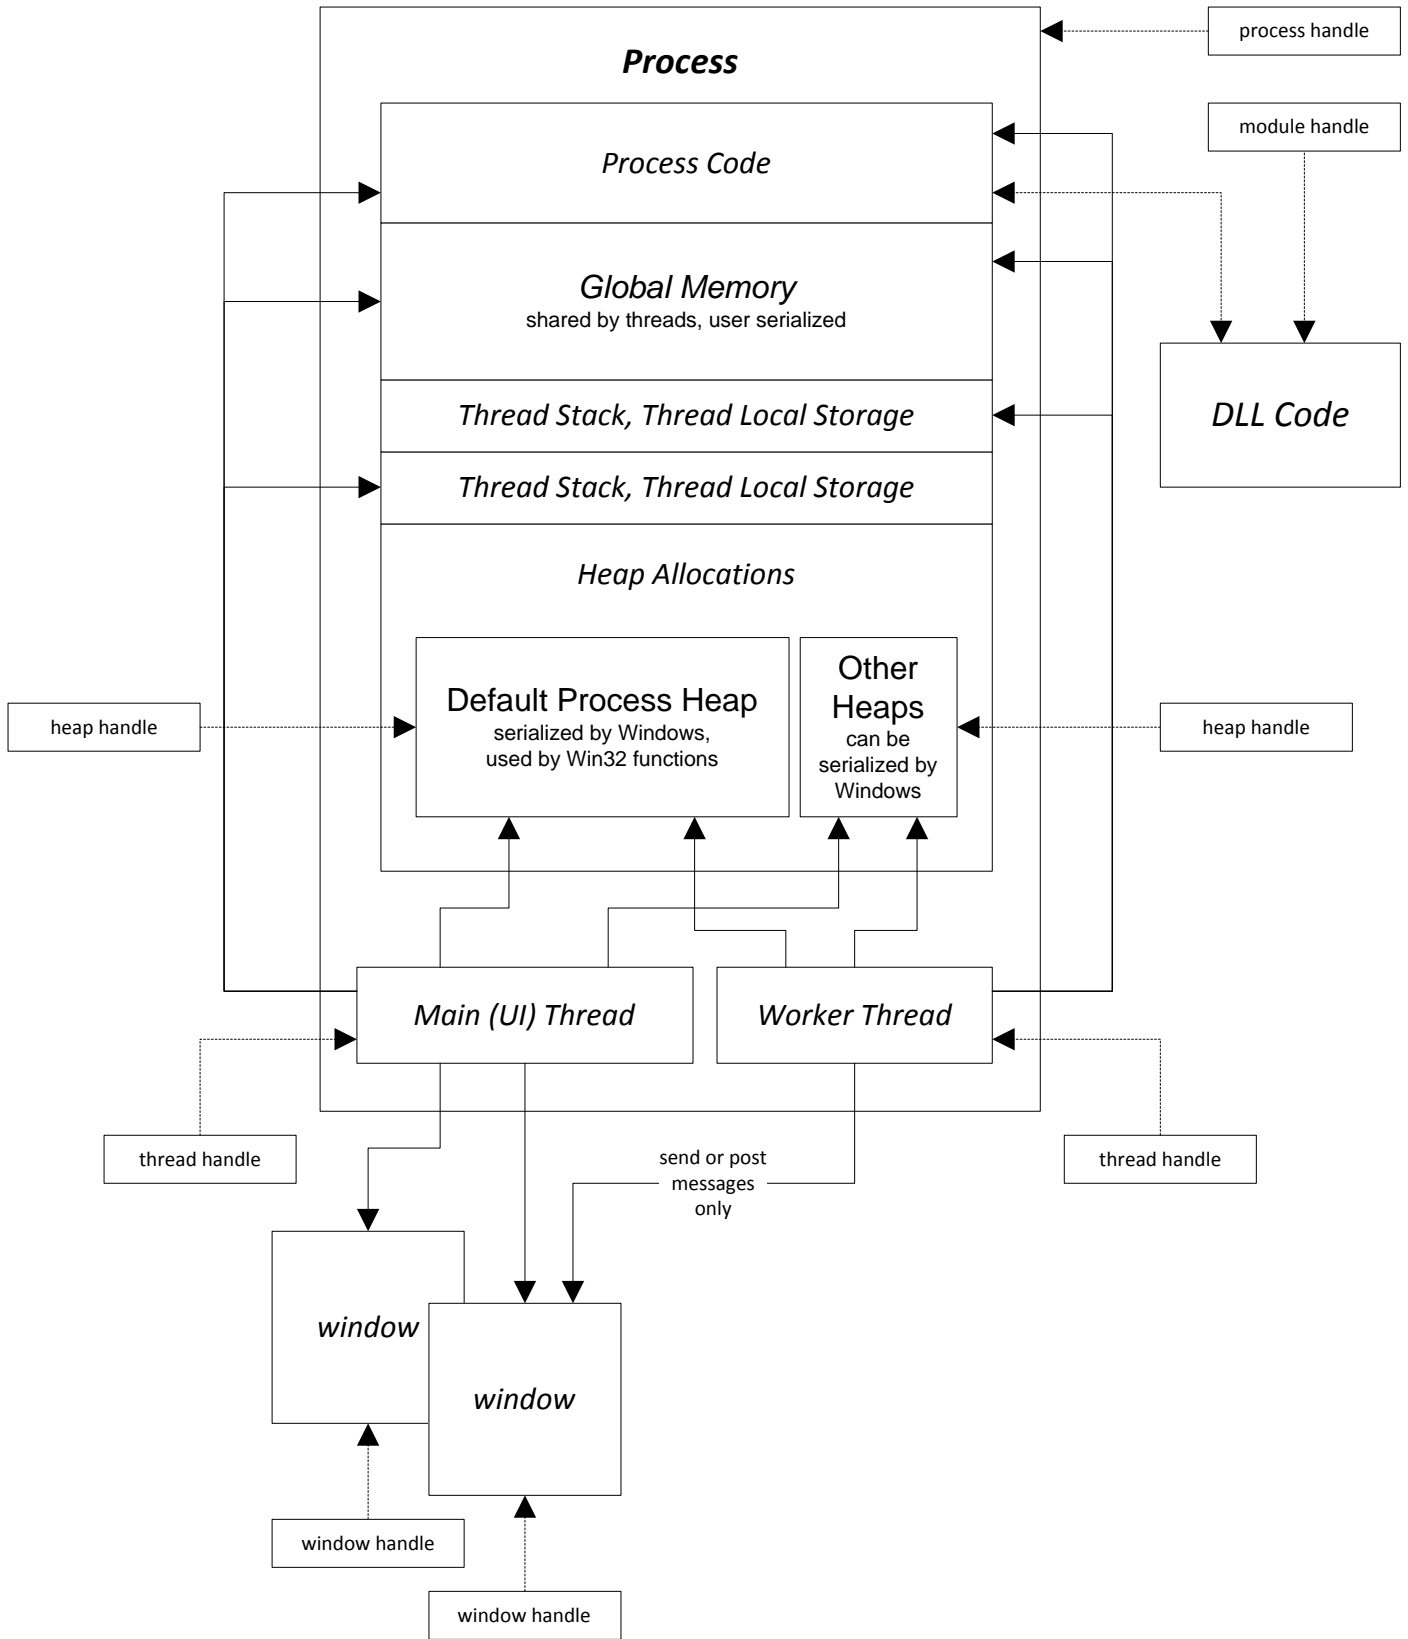 process handle
Process
module handle
Process Code
Global Memory
shared by threads, user serialized
Thread Stack, Thread Local Storage
DLL Code
Thread Stack, Thread Local Storage
Heap Allocations
heap handle
Default Process Heap
serialized by Windows,
used by Win32 functions
Other
Heaps
can be
serialized by
Windows
heap handle
Main (UI) Thread
Worker Thread
thread handle
send or post
messages
only
thread handle
window
window
window handle
window handle